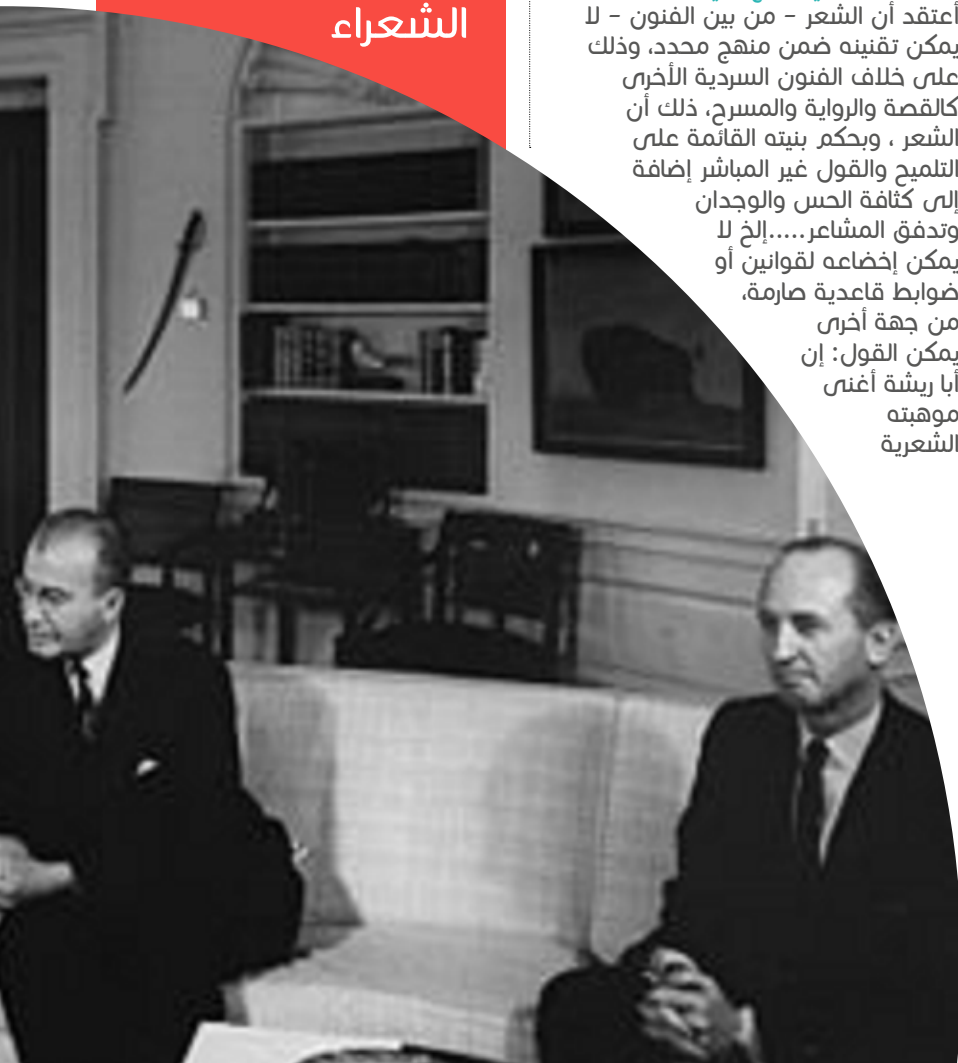 الشعراء
أعتقد أن الشعر – من بين الفنون – لا
يمكن تقنينه ضمن منهج محدد، وذلك
على خلاف الفنون السردية الأخرى
كالقصة والرواية والمسرح، ذلك أن
الشعر ، وبحكم بنيته القائمة على
التلميح والقول غير المباشر إضافة
إلى كثافة الحس والوجدان
وتدفق المشاعر.....إلخ لا
يمكن إخضاعه لقوانين أو
ضوابط قاعدية صارمة،
من جهة أخرى
يمكن القول: إن
أبا ريشة أغنى
موهبته
الشعرية